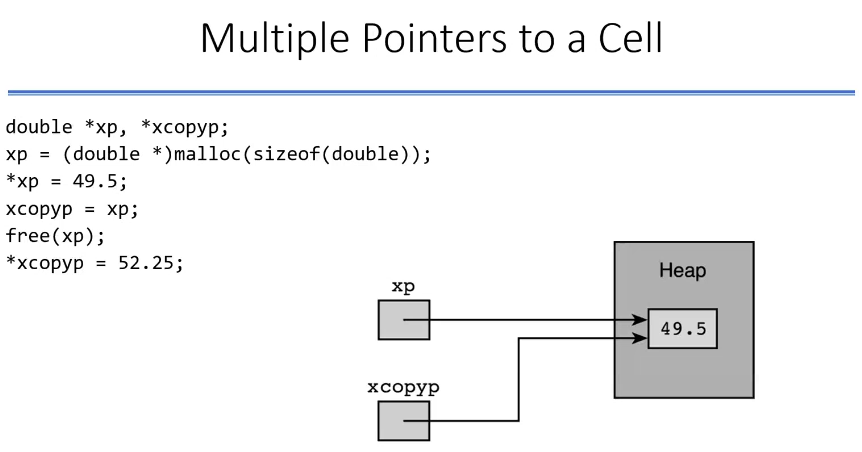 Multiple Pointers to a Cell
double *xp, *xcopyp;
xp = (double *)malloc(sizeof(double));
*xp = 49.5;
xcopyp = xp;
free(xp);
*xcopyp = 52.25;
Heap
xp
49.5
xcopyp